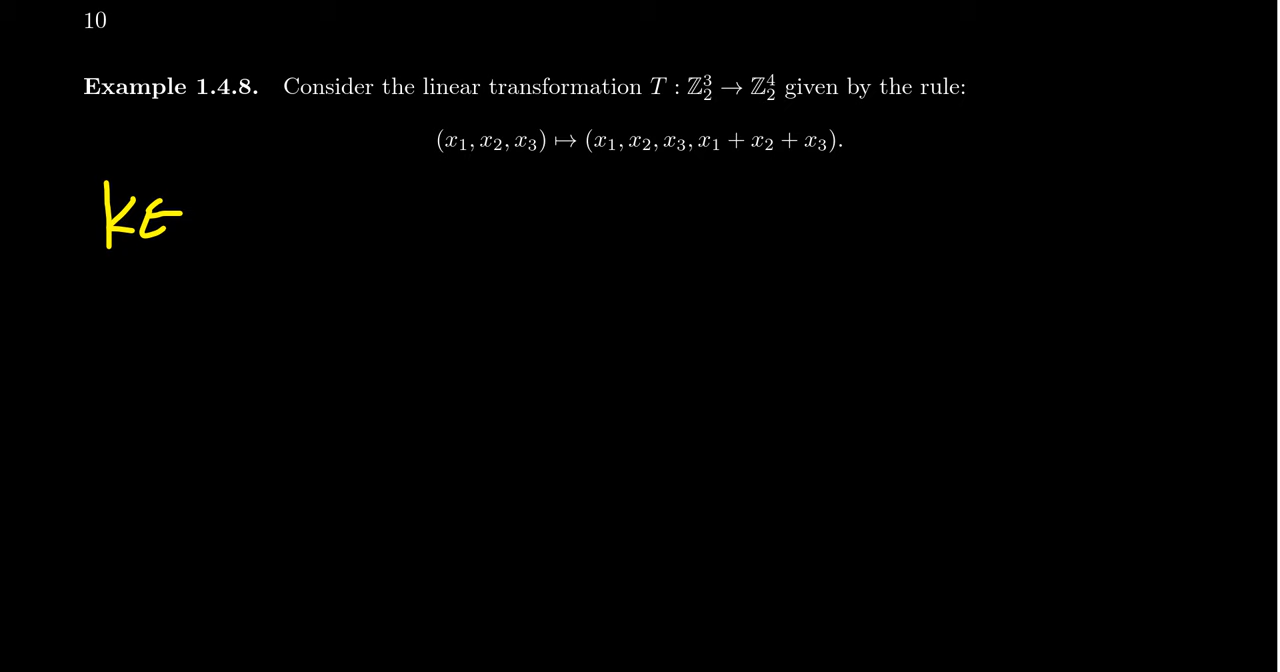 10
Example 1.4.8. Consider the linear transformation T : ℤ₂³ → ℤ₂⁴ given by the rule:
(x₁, x₂, x₃) ↦ (x₁, x₂, x₃, x₁ + x₂ + x₃).
KE